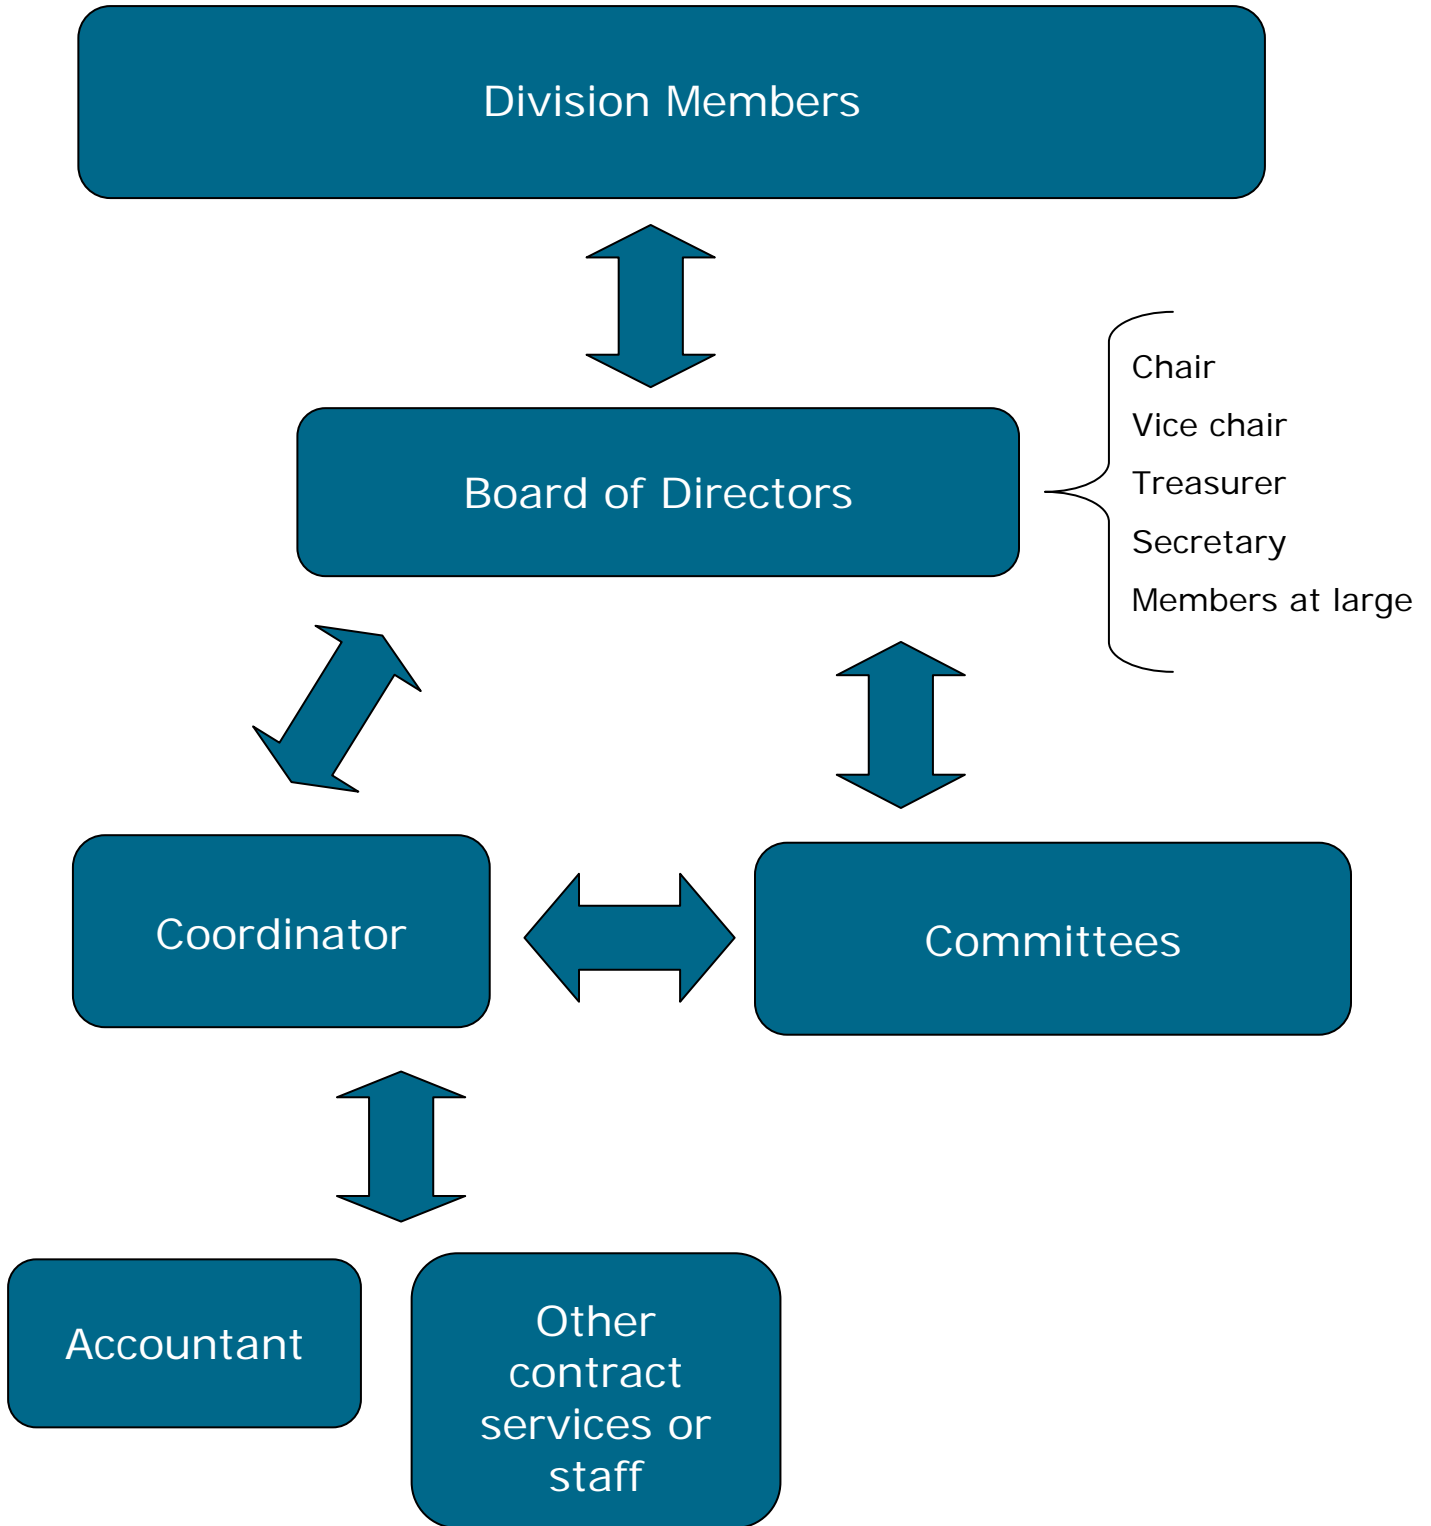 Division Members
Chair
Vice chair
Board of Directors
Treasurer
Secretary
Members at large
Coordinator
Committees
Accountant
Other
contract
services or
staff